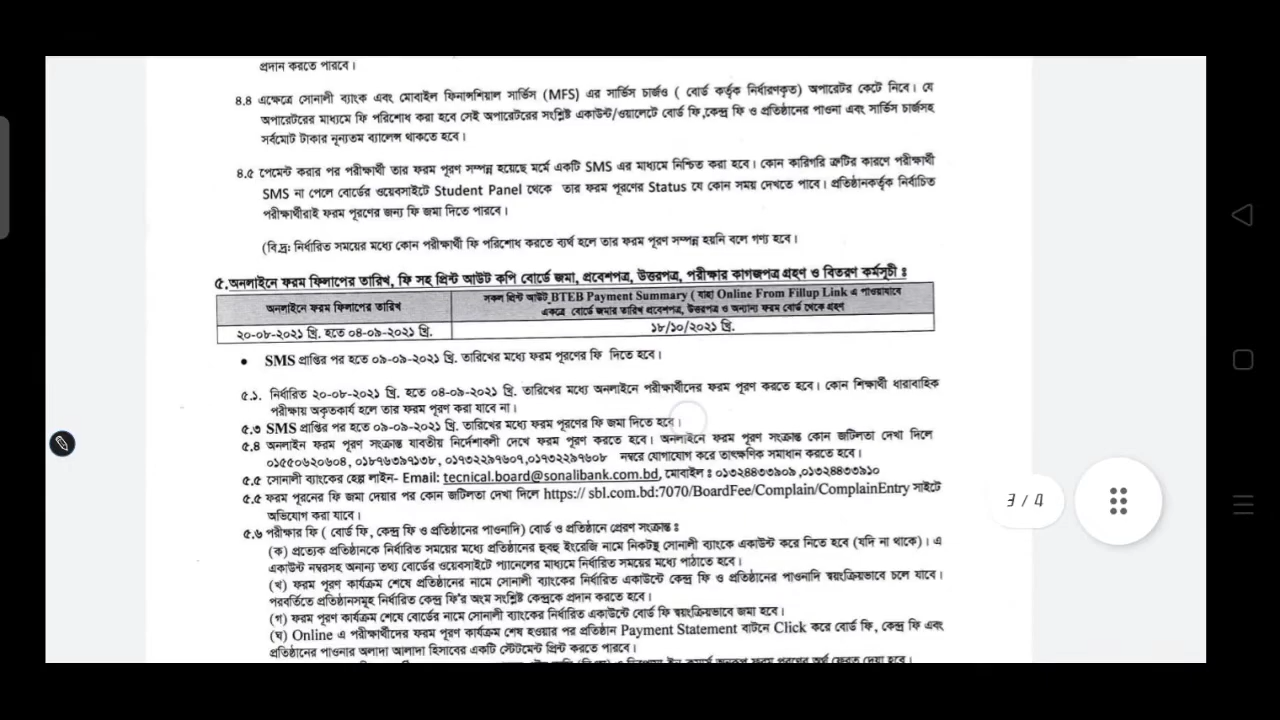 প্রদান করতে পারবে।
৪.৪ এক্ষেত্রে সোনালী ব্যাংক এবং মোবাইল ফিনান্সশিয়াল সার্ভিস (MFS) এর সার্ভিস চার্জও ( বোর্ড কর্তৃক নির্ধারণকৃত) অপারেটর কেটে নিবে। যে
অপারেটরের মাধ্যমে ফি পরিশোধ করা হবে সেই অপারেটরের সংশ্লিষ্ট একাউন্ট/ওয়ালেটে বোর্ড ফি,কেন্দ্র ফি ও প্রতিষ্ঠানের পাওনা এবং সার্ভিস চার্জসহ
সর্বমোট টাকার নূন্যতম ব্যালেন্স থাকতে হবে।
৪.৫ পেমেন্ট করার পর পরীক্ষার্থী তার ফরম পূরণ সম্পন্ন হয়েছে মর্মে একটি SMS এর মাধ্যমে নিশ্চিত করা হবে। কোন কারিগরি ত্রুটির কারণে পরীক্ষার্থী
SMS না পেলে বোর্ডের ওয়েবসাইটে Student Panel থেকে তার ফরম পূরণের Status যে কোন সময় দেখতে পাবে। প্রতিষ্ঠানকর্তৃক নির্বাচিত
পরীক্ষার্থীরাই ফরম পূরণের জন্য ফি জমা দিতে পারবে।
(বি.দ্র: নির্ধারিত সময়ের মধ্যে কোন পরীক্ষার্থী ফি পরিশোধ করতে ব্যর্থ হলে তার ফরম পূরণ সম্পন্ন হয়নি বলে গণ্য হবে।
৫.অনলাইনে ফরম ফিলাপের তারিখ, ফি সহ প্রিন্ট আউট কপি বোর্ডে জমা, প্রবেশপত্র, উত্তরপত্র, পরীক্ষার কাগজপত্র গ্রহণ ও বিতরণ কর্মসূচী ঃ
অনলাইনে ফরম ফিলাপের তারিখ
সকল প্রিন্ট আউট BTEB Payment Summary ( যাহা Online From Fillup Link এ পাওয়াযাবে
একত্রে বোর্ডে জমার তারিখ প্রবেশপত্র, উত্তরপত্র ও অন্যান্য ফরম বোর্ড থেকে গ্রহণ
২০-০৮-২০২১ খ্রি. হতে ০৪-০৯-২০২১ খ্রি.
১৮/১০/২০২১ খ্রি.
• SMS প্রাপ্তির পর হতে ০৯-০৯-২০২১ খ্রি. তারিখের মধ্যে ফরম পূরণের ফি দিতে হবে।
৫.১. নির্ধারিত ২০-০৮-২০২১ খ্রি. হতে ০৪-০৯-২০২১ খ্রি. তারিখের মধ্যে অনলাইনে পরীক্ষার্থীদের ফরম পূরণ করতে হবে। কোন শিক্ষার্থী ধারাবাহিক
পরীক্ষায় অকৃতকার্য হলে তার ফরম পূরণ করা যাবে না।
৫.৩ SMS প্রাপ্তির পর হতে ০৯-০৯-২০২১ খ্রি. তারিখের মধ্যে ফরম পূরণের ফি জমা দিতে হবে।
৫.৪ অনলাইন ফরম পূরণ সংক্রান্ত যাবতীয় নির্দেশাবলী দেখে ফরম পূরণ করতে হবে। অনলাইনে ফরম পূরণ সংক্রান্ত কোন জটিলতা দেখা দিলে
০১৫৫০৬২০৬০৪, ০১৮৭৬৩৯৭১৩৮, ০১৭৩২২৯৭৬০৭, ০১৭৩২২৯৭৬০৮ নম্বরে যোগাযোগ করে তাৎক্ষণিক সমাধান করতে হবে।
৫.৫ সোনালী ব্যাংকের হেল্প লাইন- Email: tecnical.board@sonalibank.com.bd, মোবাইল ঃ ০১৩২৪৪৩৩৯০৯,০১৩২৪৪৩৩৯১০
৫.৫ ফরম পূরনের ফি জমা দেয়ার পর কোন জটিলতা দেখা দিলে https:// sbl.com.bd:7070/BoardFee/Complain/ComplainEntry সাইটে
অভিযোগ করা যাবে।
৫.৬ পরীক্ষার ফি ( বোর্ড ফি, কেন্দ্র ফি ও প্রতিষ্ঠানের পাওনাদি) বোর্ড ও প্রতিষ্ঠানে প্রেরণ সংক্রান্ত ঃ
(ক) প্রত্যেক প্রতিষ্ঠানকে নির্ধারিত সময়ের মধ্যে প্রতিষ্ঠানের হুবহু ইংরেজি নামে নিকটস্থ সোনালী ব্যাংকে একাউন্ট করে নিতে হবে (যদি না থাকে)। এ
একাউন্ট নম্বরসহ অনান্য তথ্য বোর্ডের ওয়েবসাইটে প্যানেলের মাধ্যমে নির্ধারিত সময়ের মধ্যে পাঠাতে হবে।
(খ) ফরম পূরণ কার্যক্রম শেষে প্রতিষ্ঠানের নামে সোনালী ব্যাংকের নির্ধারিত একাউন্টে কেন্দ্র ফি ও প্রতিষ্ঠানের পাওনাদি স্বয়ংক্রিয়ভাবে চলে যাবে।
পরবর্তিতে প্রতিষ্ঠানসমূহ নির্ধারিত কেন্দ্র ফি'র অংম সংশ্লিষ্ট কেন্দ্রকে প্রদান করতে হবে।
(গ) ফরম পূরণ কার্যক্রম শেষে বোর্ডের নামে সোনালী ব্যাংকের নির্ধারিত একাউন্টে বোর্ড ফি স্বয়ংক্রিয়ভাবে জমা হবে।
(ঘ) Online এ পরীক্ষার্থীদের ফরম পূরণ কার্যক্রম শেষ হওয়ার পর প্রতিষ্ঠান Payment Statement বাটনে Click করে বোর্ড ফি, কেন্দ্র ফি এবং
প্রতিষ্ঠানের পাওনার অলাদা আলাদা হিসাবের একটি স্টেটমেন্ট প্রিন্ট করতে পারবে।
3 / 4